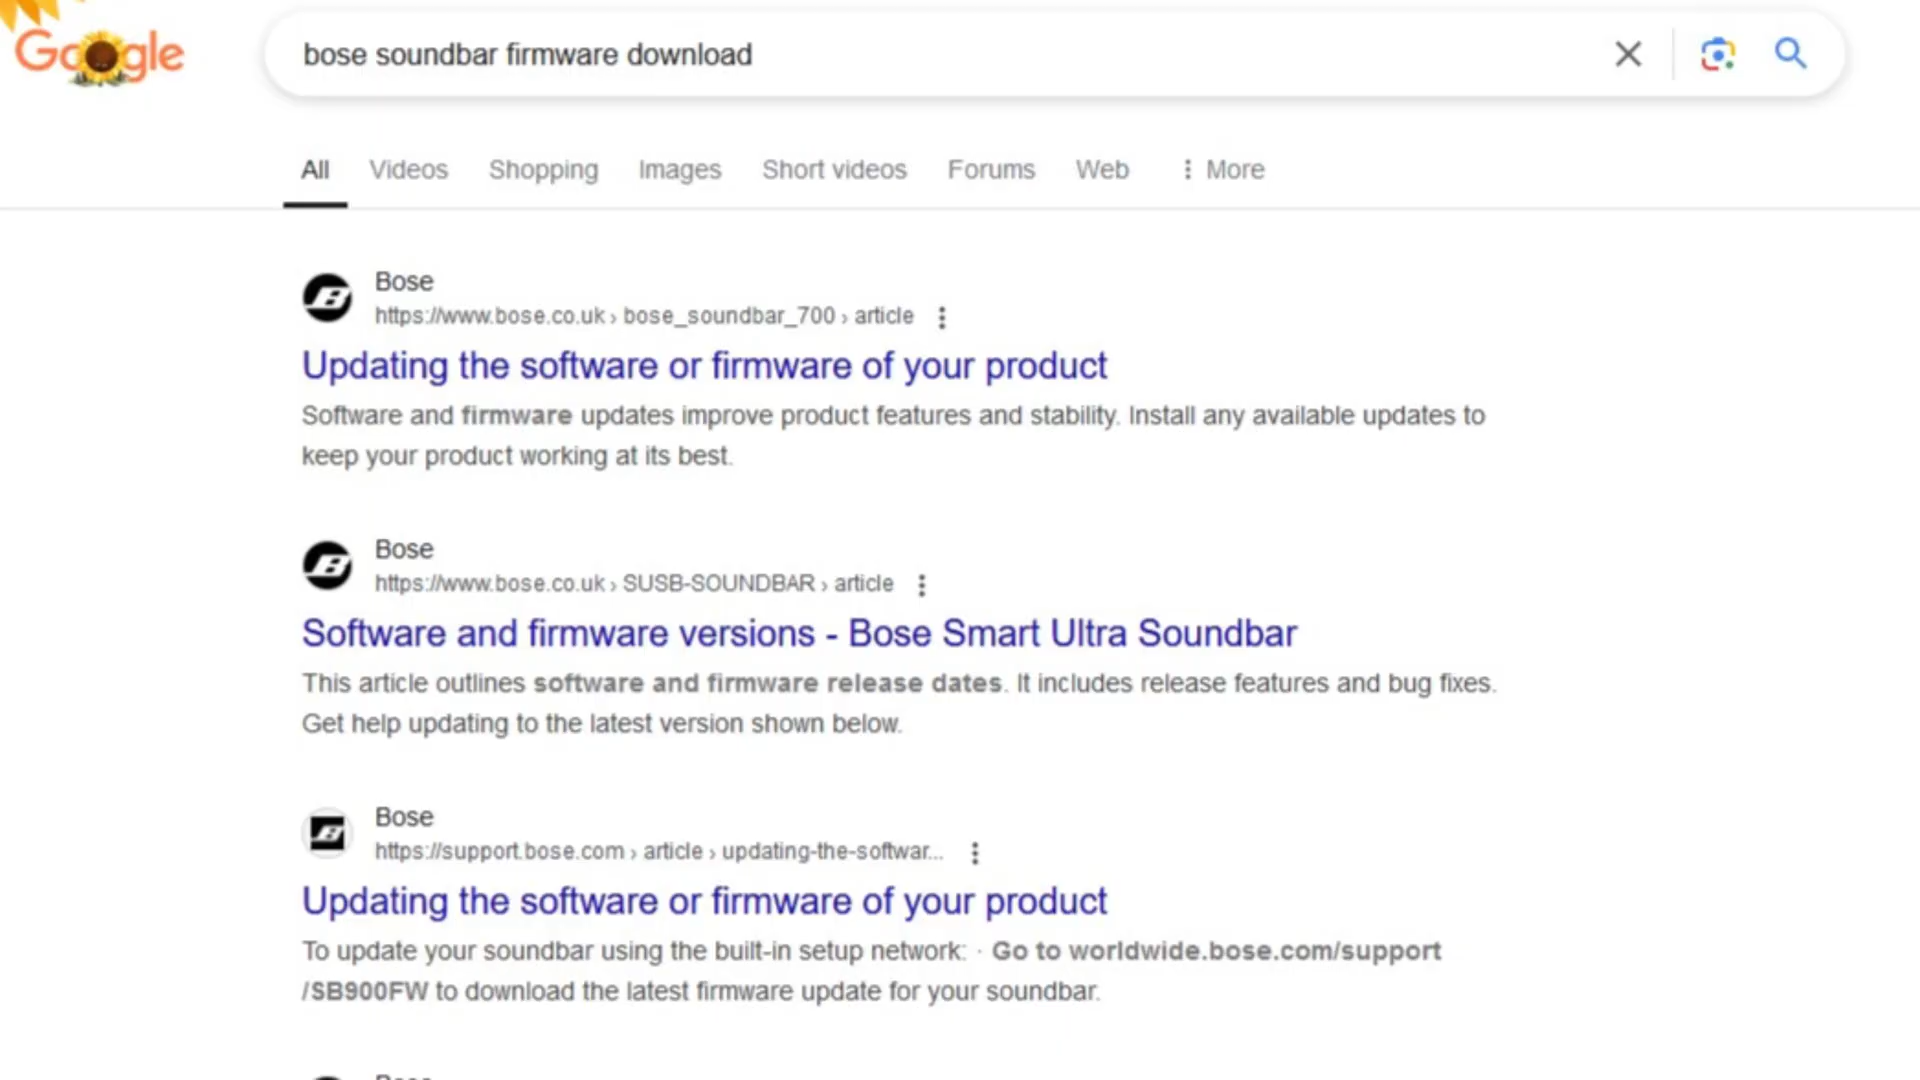 Google
bose soundbar firmware download
All Videos Shopping Images Short videos Forums Web More
Bose
https://www.bose.co.uk › bose_soundbar_700 › article
Updating the software or firmware of your product
Software and firmware updates improve product features and stability. Install any available updates to
keep your product working at its best.
Bose
https://www.bose.co.uk › SUSB-SOUNDBAR › article
Software and firmware versions - Bose Smart Ultra Soundbar
This article outlines software and firmware release dates. It includes release features and bug fixes.
Get help updating to the latest version shown below.
Bose
https://support.bose.com › article › updating-the-softwar...
Updating the software or firmware of your product
To update your soundbar using the built-in setup network: · Go to worldwide.bose.com/support
/SB900FW to download the latest firmware update for your soundbar.